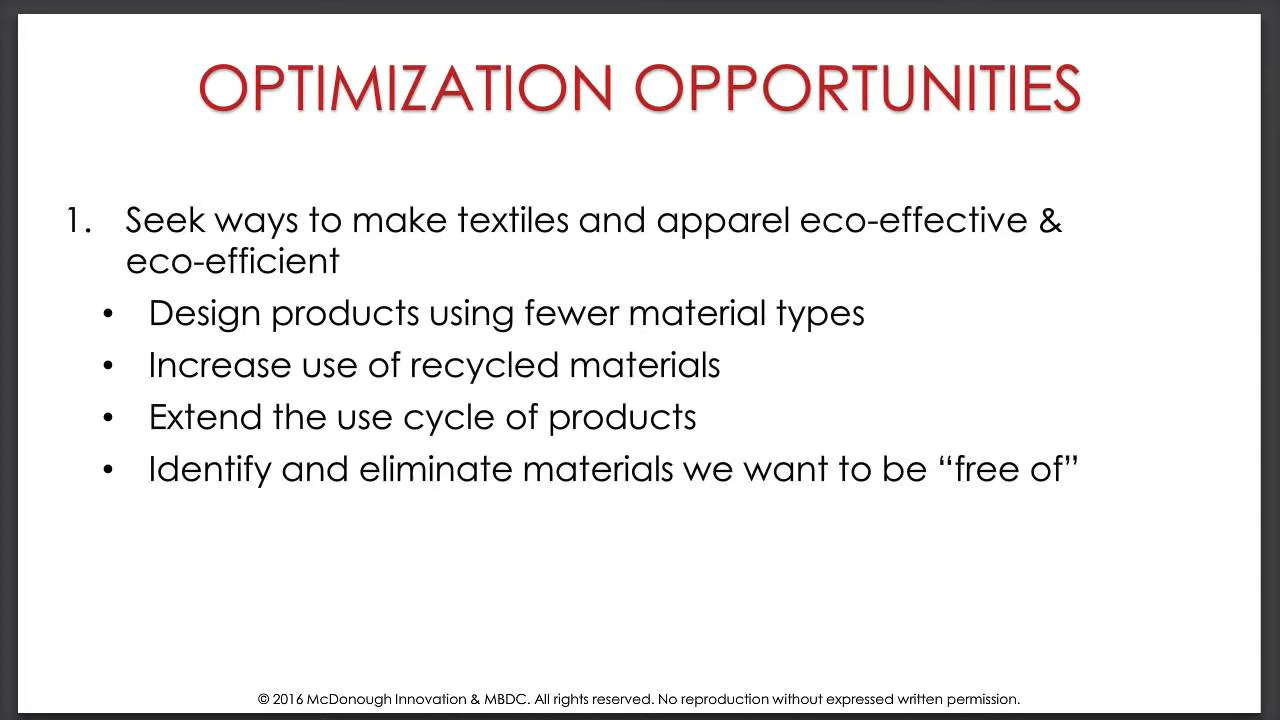 OPTIMIZATION OPPORTUNITIES
1. Seek ways to make textiles and apparel eco-effective &
eco-efficient
• Design products using fewer material types
• Increase use of recycled materials
• Extend the use cycle of products
• Identify and eliminate materials we want to be “free of”
© 2016 McDonough Innovation & MBDC. All rights reserved. No reproduction without expressed written permission.